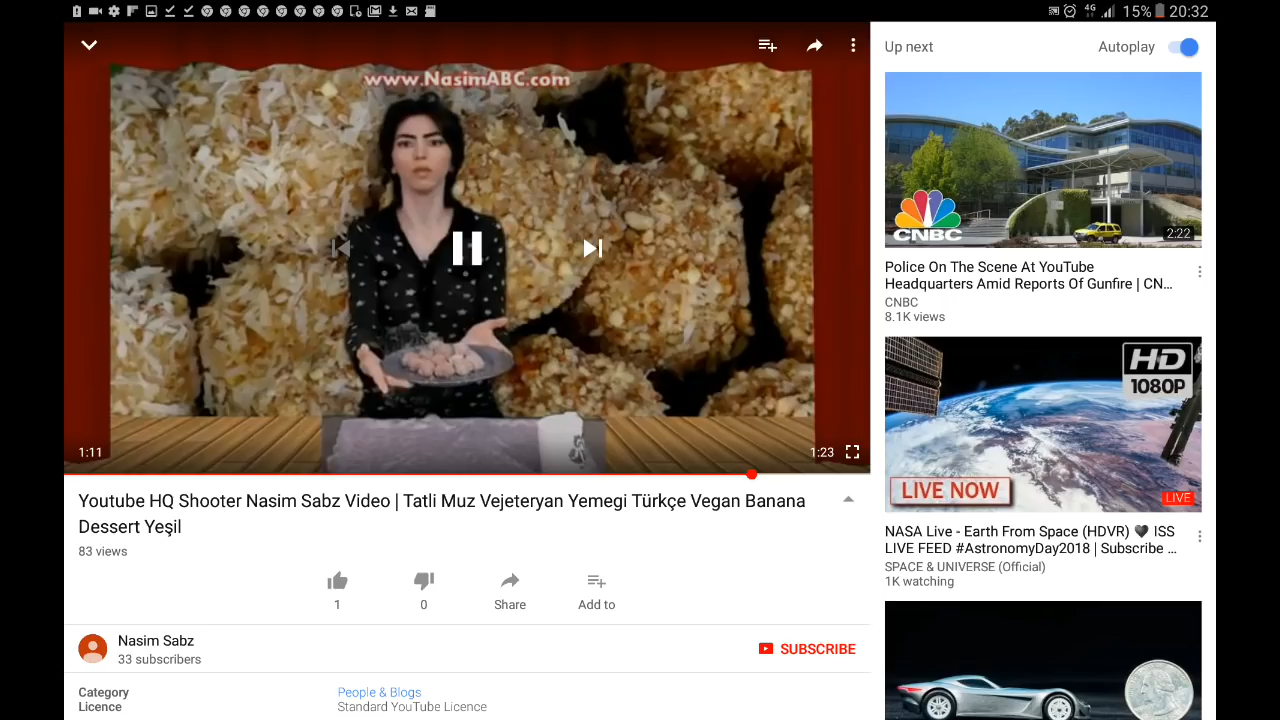 15% 20:32
4G
www.NasimABC.com
1:11
1:23
Youtube HQ Shooter Nasim Sabz Video | Tatli Muz Vejeteryan Yemegi Türkçe Vegan Banana
Dessert Yeşil
83 views
1
0
Share
Add to
Nasim Sabz
33 subscribers
SUBSCRIBE
Category
People & Blogs
Licence
Standard YouTube Licence
Up next
Autoplay
CNBC
2:22
Police On The Scene At YouTube
Headquarters Amid Reports Of Gunfire | CN...
CNBC
8.1K views
HD
1080P
LIVE NOW
LIVE
NASA Live - Earth From Space (HDVR) 🖤 ISS
LIVE FEED #AstronomyDay2018 | Subscribe ...
SPACE & UNIVERSE (Official)
1K watching